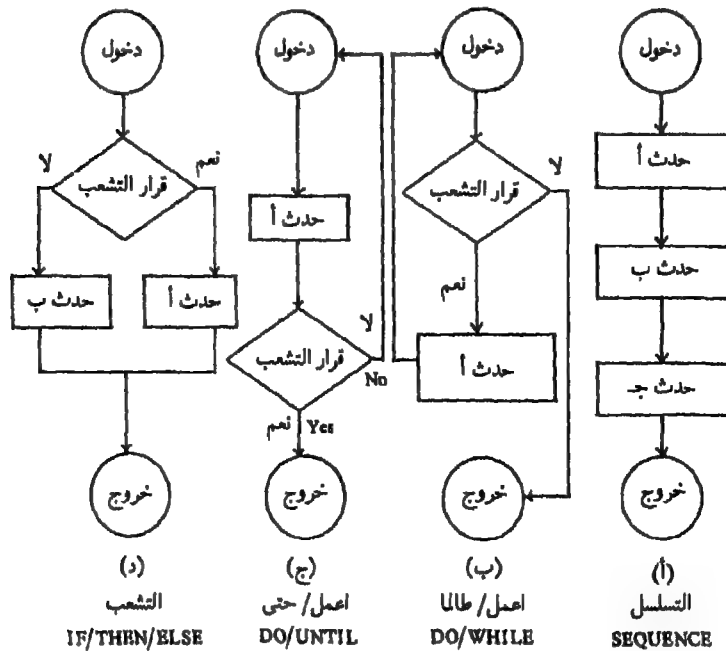 دخول
حدث أ
حدث ب
حدث جـ
خروج
(أ)
التسلسل
SEQUENCE
دخول
قرار التشعب
لا
نعم
حدث أ
خروج
(ب)
اعمل/طالما
DO/WHILE
دخول
حدث أ
قرار التشعب
لا
No
نعم Yes
خروج
(ج)
اعمل/حتى
DO/UNTIL
دخول
قرار التشعب
نعم
لا
حدث أ
حدث ب
خروج
(د)
التشعب
IF/THEN/ELSE